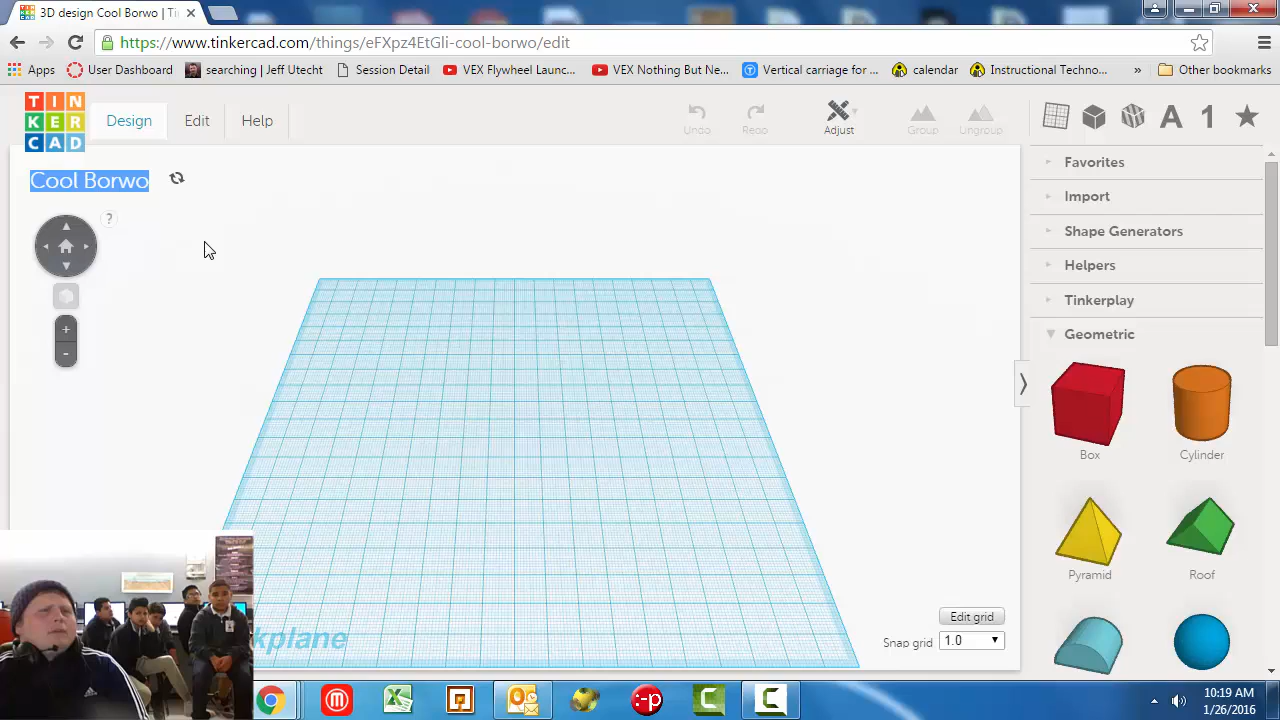 3D design Cool Borwo | Ti
https://www.tinkercad.com/things/eFXpz4EtGli-cool-borwo/edit
Apps User Dashboard searching | Jeff Utecht Session Detail VEX Flywheel Launc... VEX Nothing But Ne... Vertical carriage for ... calendar Instructional Techno... » Other bookmarks
TIN
KER
CAD
Design Edit Help Undo Redo Adjust Group Ungroup A 1
Cool Borwo
?
+
-
Favorites
Import
Shape Generators
Helpers
Tinkerplay
Geometric
Box Cylinder
Pyramid Roof
kplane
Edit grid
Snap grid 1.0
10:19 AM
1/26/2016